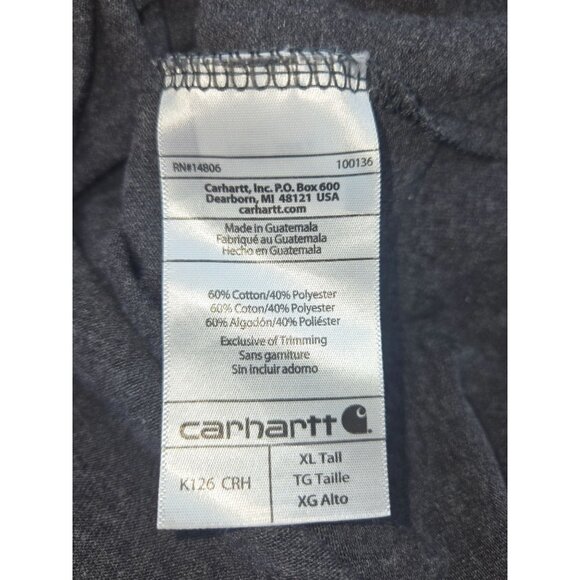 RN#14806 100136
Carhartt, Inc. P.O. Box 600
Dearborn, MI 48121 USA
carhartt.com
Made in Guatemala
Fabriqué au Guatemala
Hecho en Guatemala
60% Cotton/40% Polyester
60% Coton/40% Polyester
60% Algodón/40% Poliéster
Exclusive of Trimming
Sans garniture
Sin incluir adorno
carhartt
K126 CRH
XL Tall
TG Taille
XG Alto